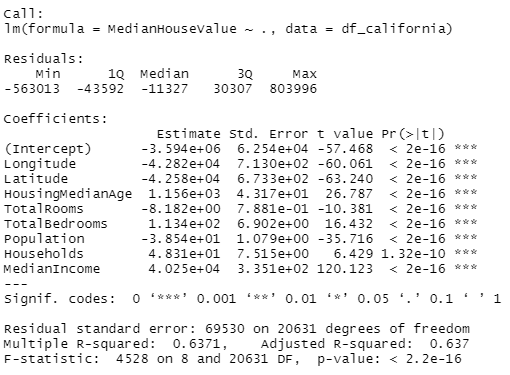 Call:
lm(formula = MedianHouseValue ~ ., data = df_california)
Residuals:
Min 1Q Median 3Q Max
-563013 -43592 -11327 30307 803996
Coefficients:
Estimate Std. Error t value Pr(>|t|)
(Intercept) -3.594e+06 6.254e+04 -57.468 < 2e-16 ***
Longitude -4.282e+04 7.130e+02 -60.061 < 2e-16 ***
Latitude -4.258e+04 6.733e+02 -63.240 < 2e-16 ***
HousingMedianAge 1.156e+03 4.317e+01 26.787 < 2e-16 ***
TotalRooms -8.182e+00 7.881e-01 -10.381 < 2e-16 ***
TotalBedrooms 1.134e+02 6.902e+00 16.432 < 2e-16 ***
Population -3.854e+01 1.079e+00 -35.716 < 2e-16 ***
Households 4.831e+01 7.515e+00 6.429 1.32e-10 ***
MedianIncome 4.025e+04 3.351e+02 120.123 < 2e-16 ***
---
Signif. codes: 0 ‘***’ 0.001 ‘**’ 0.01 ‘*’ 0.05 ‘.’ 0.1 ‘ ’ 1
Residual standard error: 69530 on 20631 degrees of freedom
Multiple R-squared: 0.6371, Adjusted R-squared: 0.637
F-statistic: 4528 on 8 and 20631 DF, p-value: < 2.2e-16